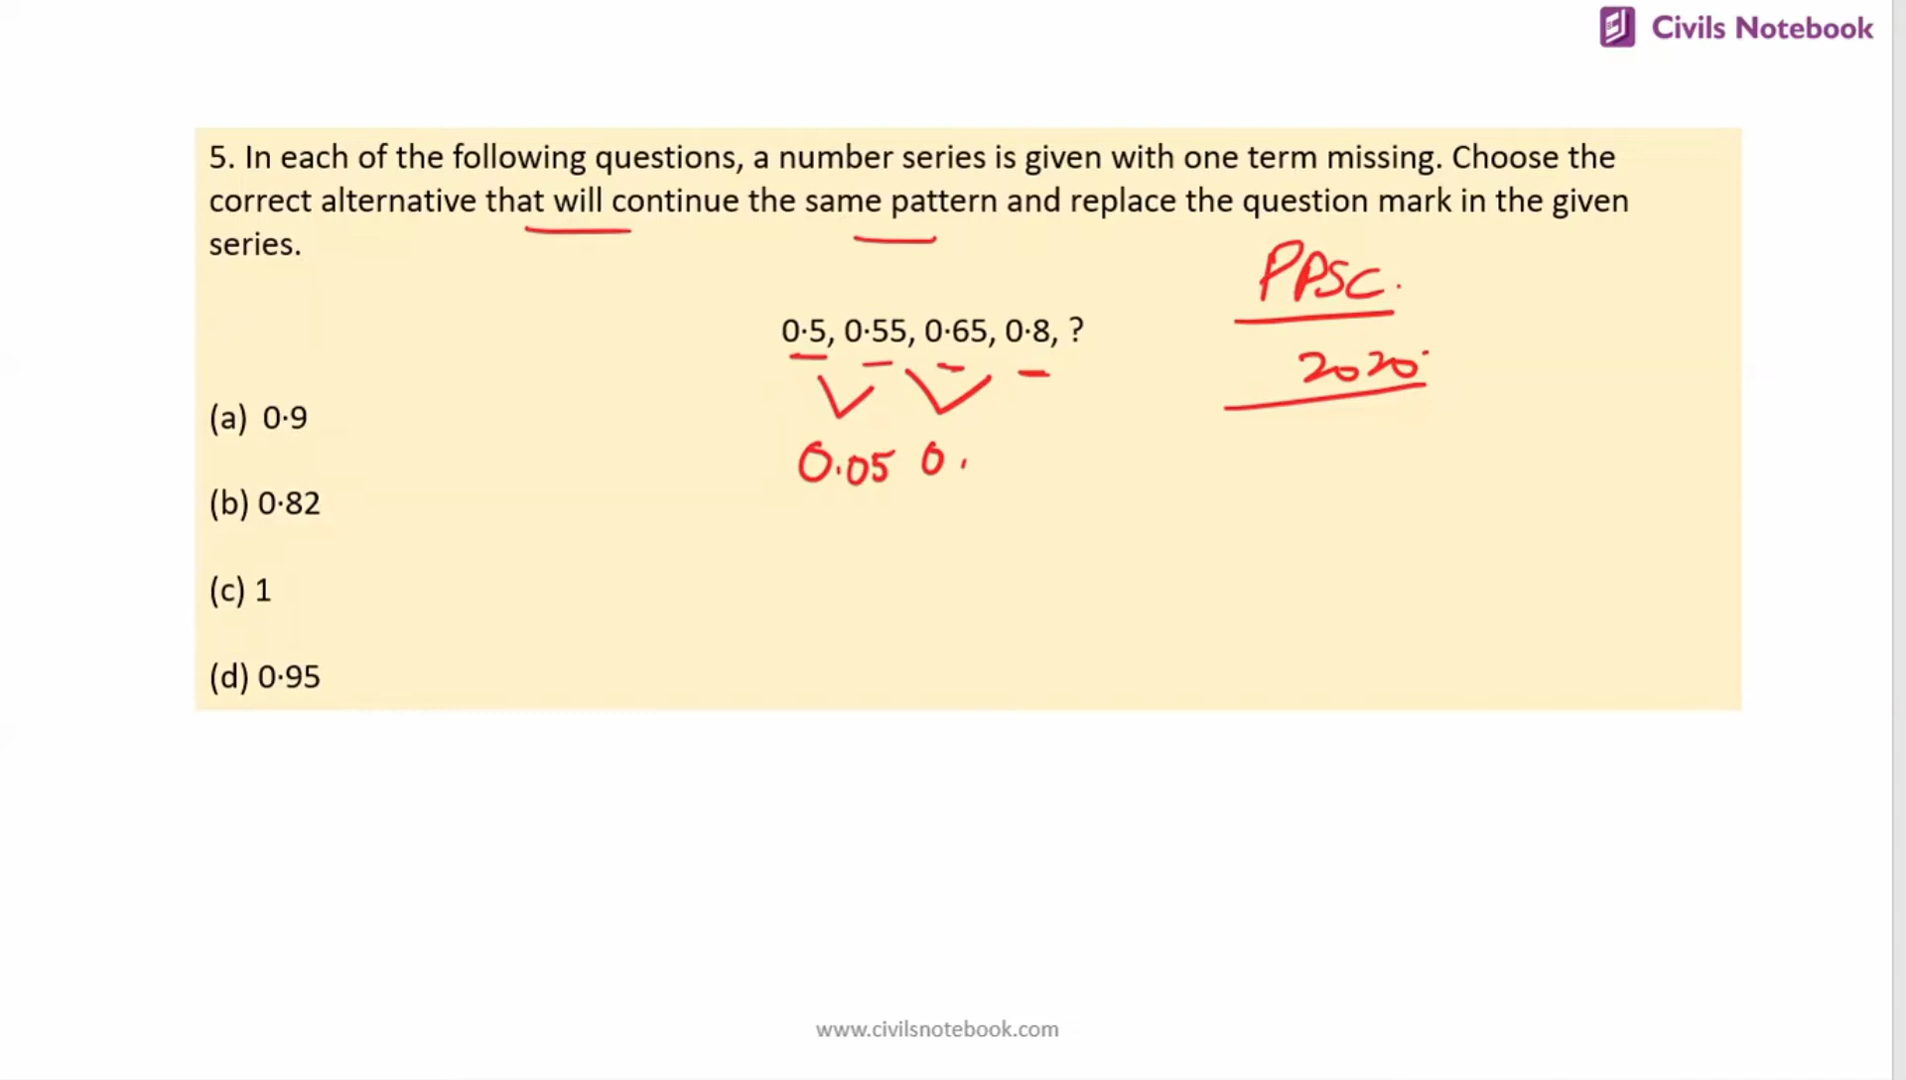 Civils Notebook
5. In each of the following questions, a number series is given with one term missing. Choose the
correct alternative that will continue the same pattern and replace the question mark in the given
series.
PPSC.
0·5, 0·55, 0·65, 0·8, ?
2020
(a) 0·9
0.05 0.
(b) 0·82
(c) 1
(d) 0·95
www.civilsnotebook.com